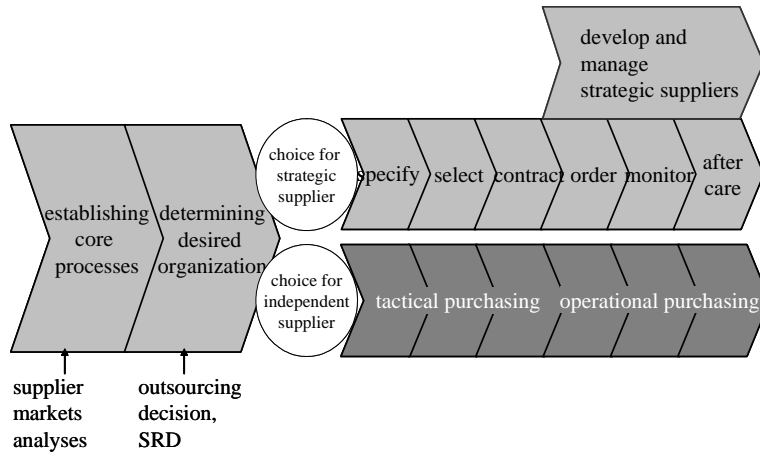 develop and
manage
strategic suppliers
choice for
strategic
supplier
specify
select
contract
order
monitor
after
care
establishing
core
processes
determining
desired
organization
choice for
independent
supplier
tactical purchasing
operational purchasing
supplier
markets
analyses
outsourcing
decision,
SRD